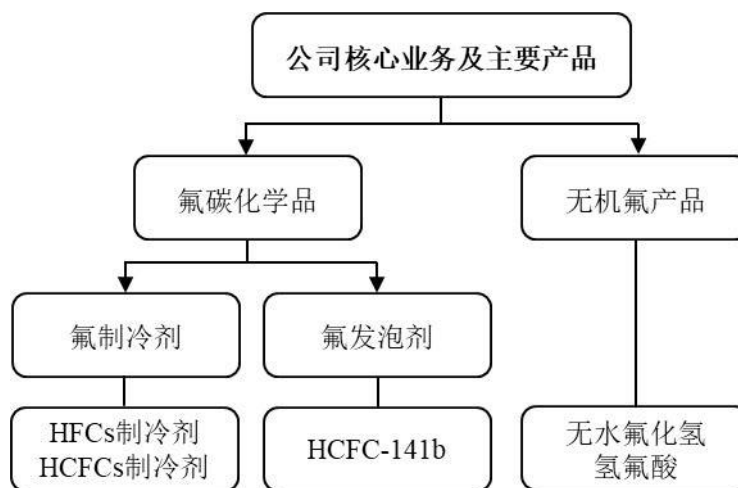 公司核心业务及主要产品
氟碳化学品
无机氟产品
氟制冷剂
氟发泡剂
HFCs制冷剂
HCFCs制冷剂
HCFC-141b
无水氟化氢
氢氟酸